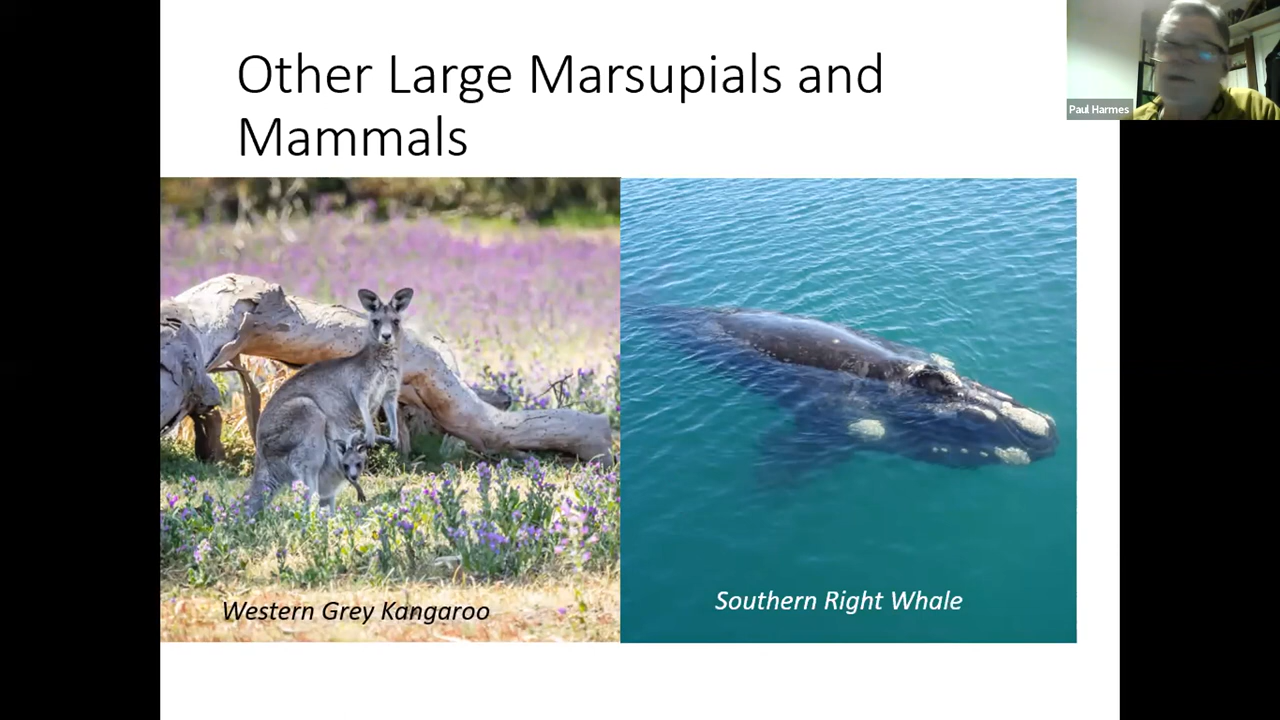 Other Large Marsupials and
Mammals
Paul Harmes
Western Grey Kangaroo
Southern Right Whale